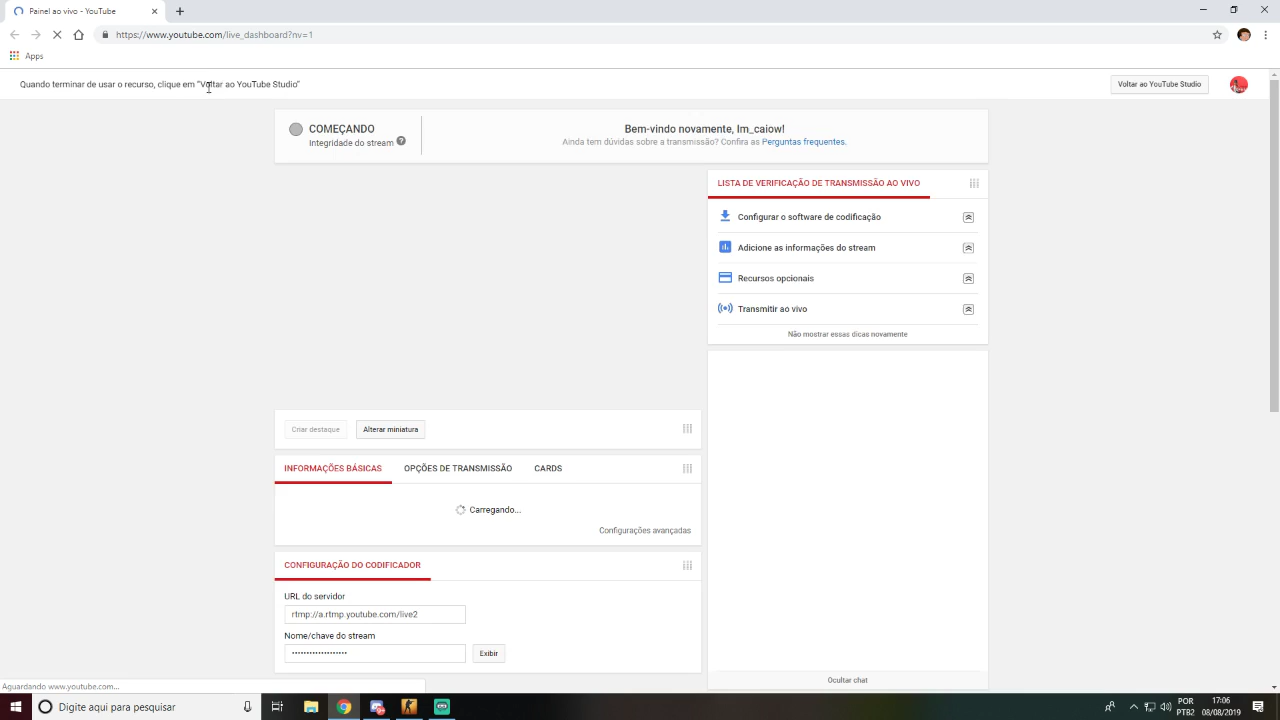 Painel ao vivo - YouTube
https://www.youtube.com/live_dashboard?nv=1
Apps
Quando terminar de usar o recurso, clique em "Voltar ao YouTube Studio"
Voltar ao YouTube Studio
COMEÇANDO
Integridade do stream
Bem-vindo novamente, Im_caiow!
Ainda tem dúvidas sobre a transmissão? Confira as Perguntas frequentes.
LISTA DE VERIFICAÇÃO DE TRANSMISSÃO AO VIVO
Configurar o software de codificação
Adicione as informações do stream
Recursos opcionais
Transmitir ao vivo
Não mostrar essas dicas novamente
Criar destaque
Alterar miniatura
INFORMAÇÕES BÁSICAS
OPÇÕES DE TRANSMISSÃO
CARDS
Carregando...
Configurações avançadas
CONFIGURAÇÃO DO CODIFICADOR
URL do servidor
rtmp://a.rtmp.youtube.com/live2
Nome/chave do stream
•••••••••••••••••••
Exibir
Ocultar chat
Aguardando www.youtube.com...
Digite aqui para pesquisar
POR
PTB2
17:06
08/08/2019